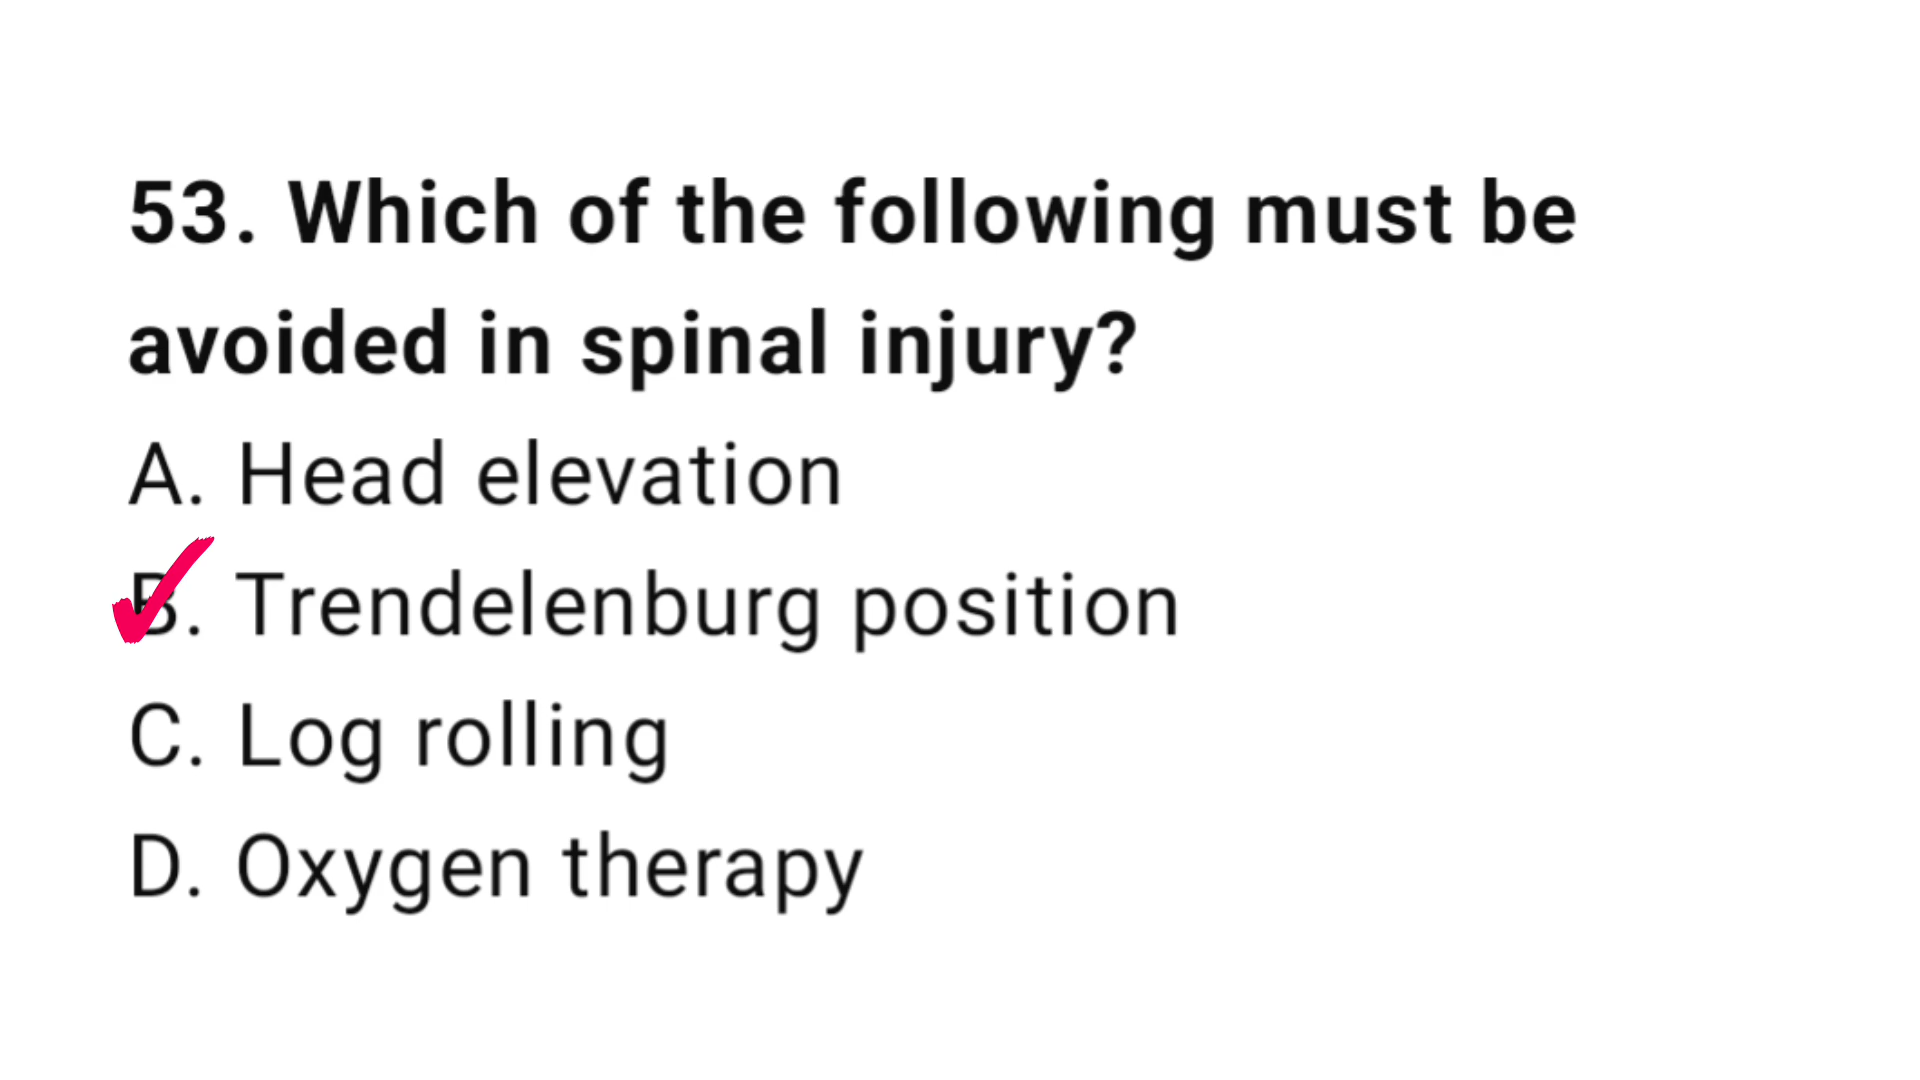 53. Which of the following must be
avoided in spinal injury?
A. Head elevation
B. Trendelenburg position
C. Log rolling
D. Oxygen therapy